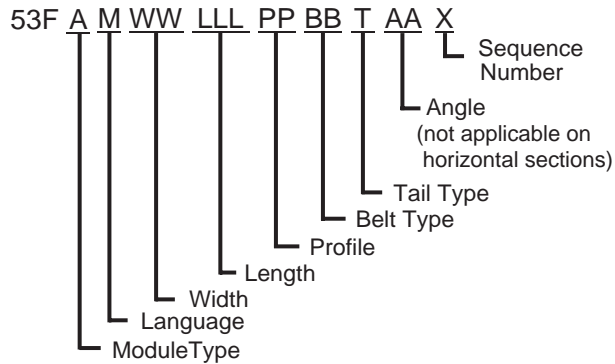 53F A M WW LLL PP BB T AA X
Sequence
Number
Angle
(not applicable on
horizontal sections)
Tail Type
Belt Type
Profile
Length
Width
Language
ModuleType